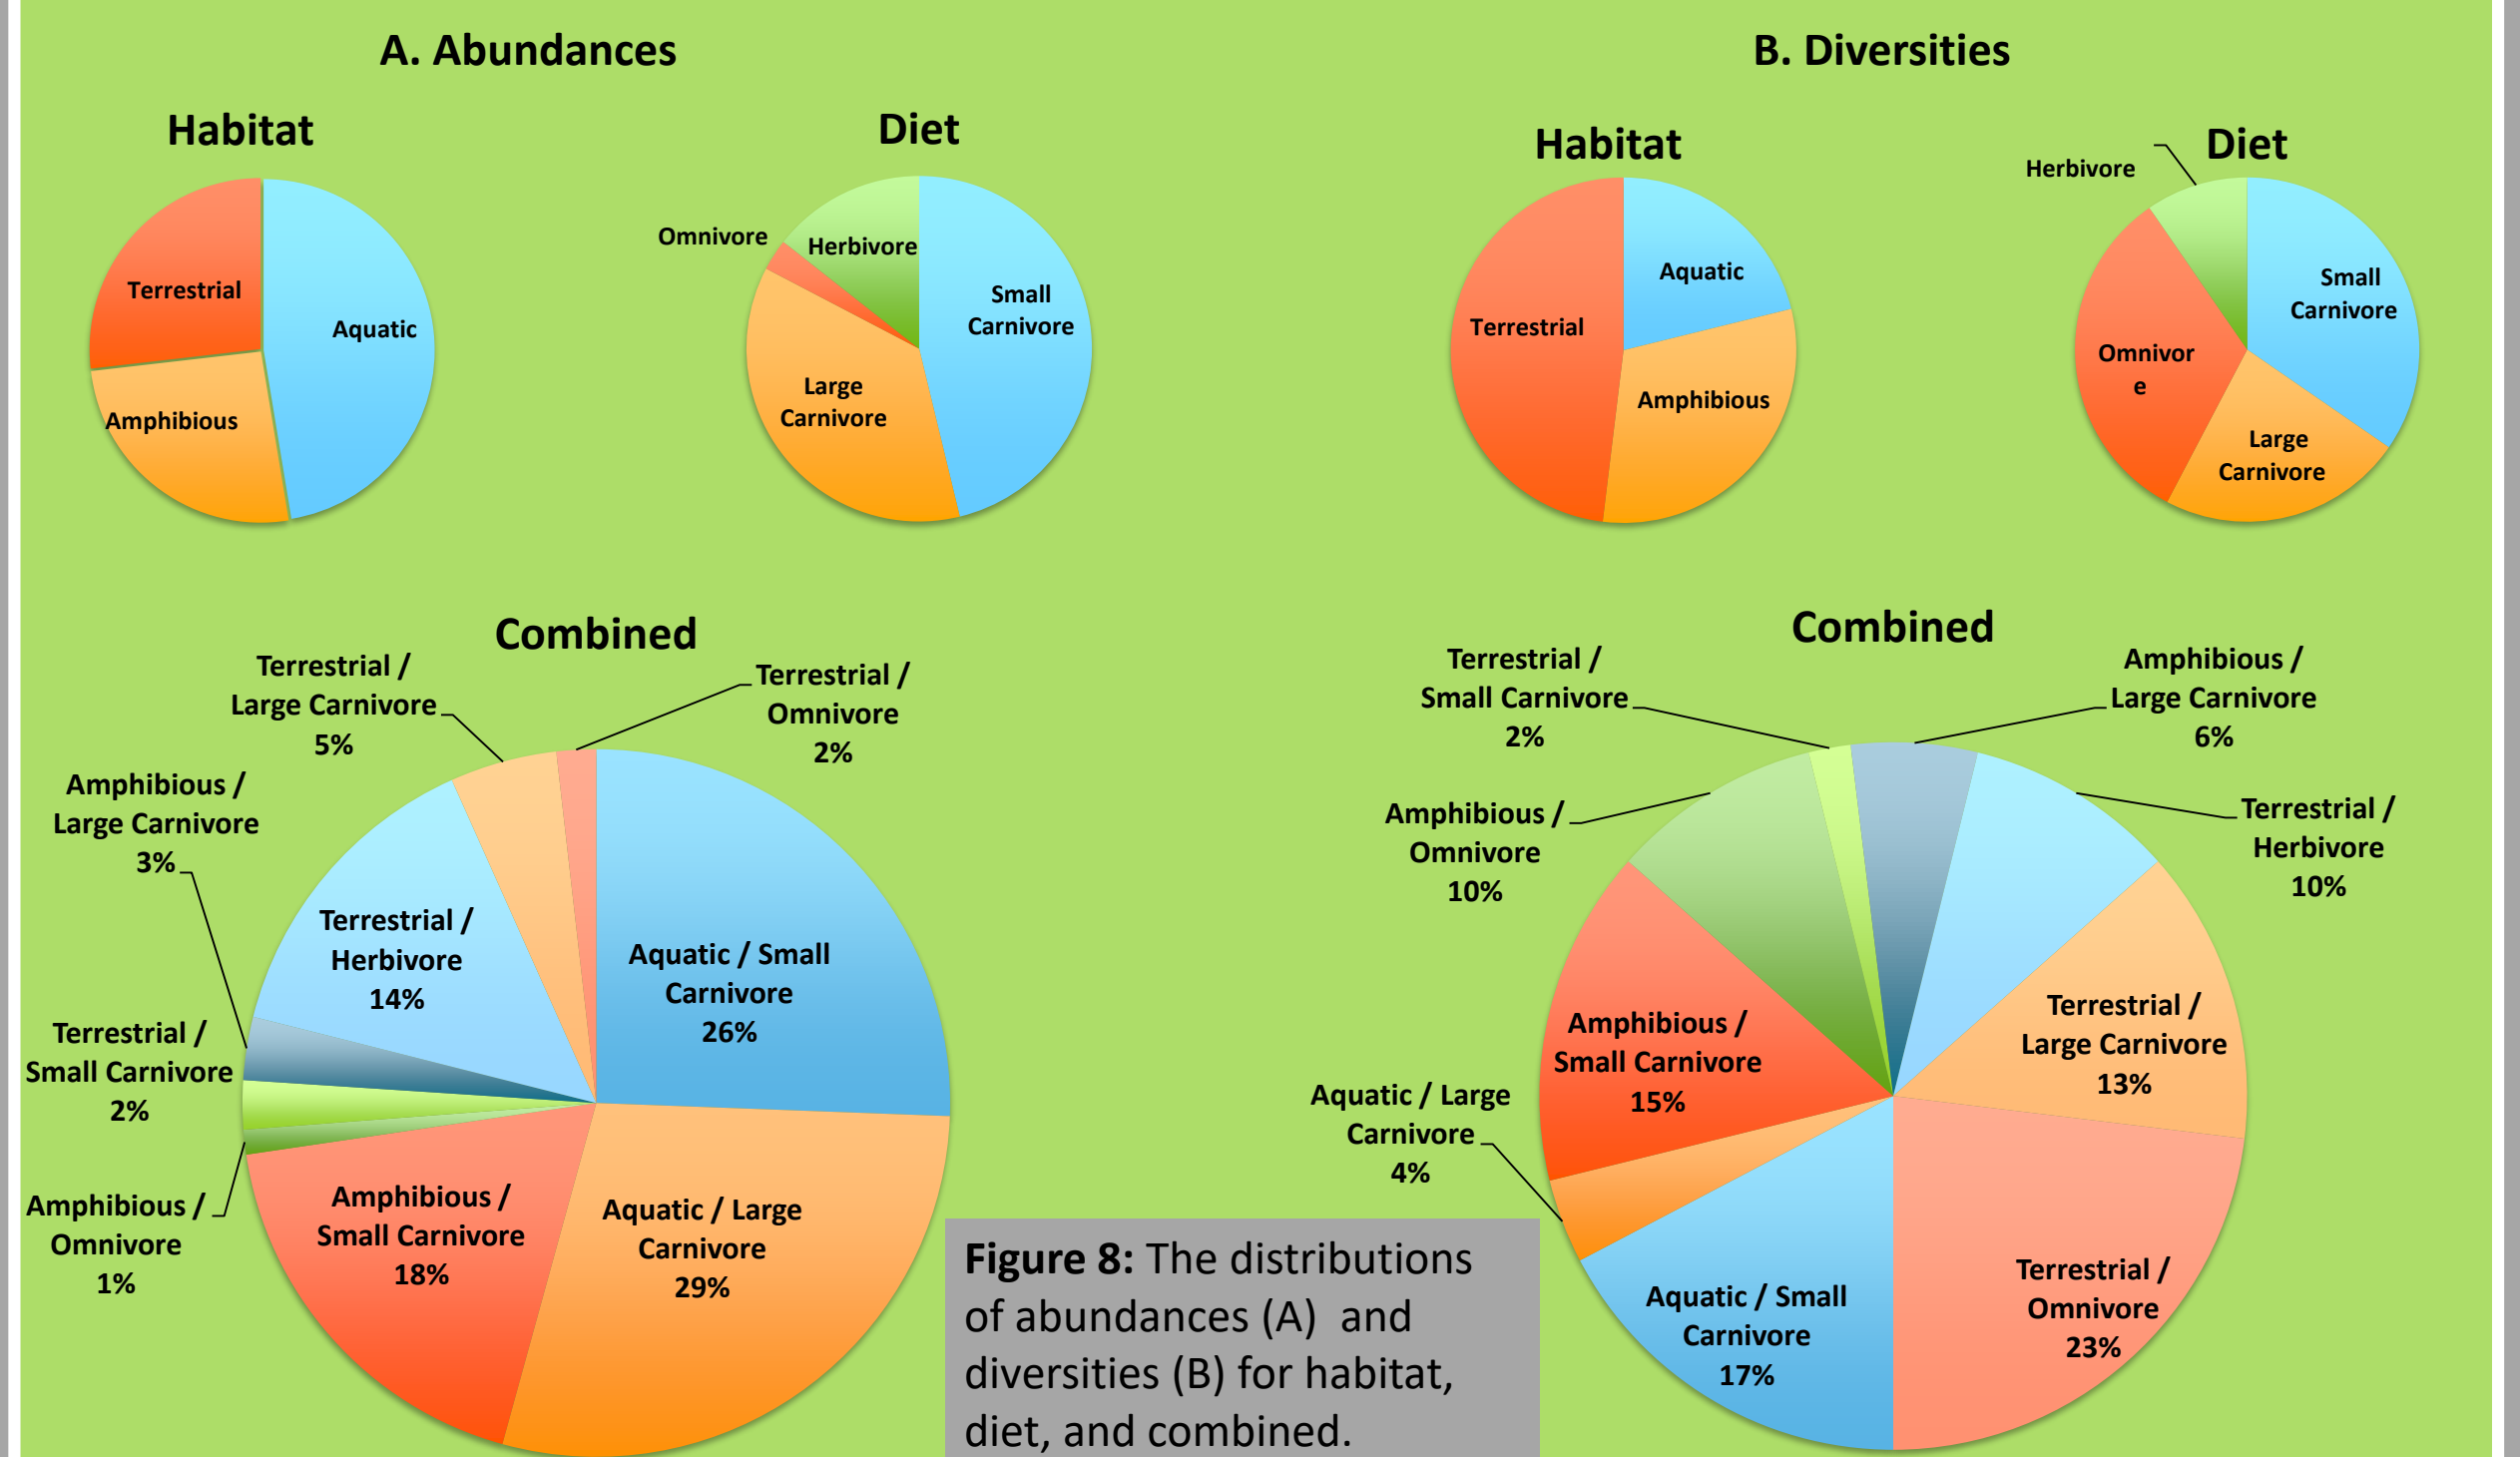 A. Abundances
Habitat
Terrestrial
Aquatic
Amphibious
Diet
Omnivore
Herbivore
Small
Carnivore
Large
Carnivore
Combined
Terrestrial /
Large Carnivore
5%
Terrestrial /
Omnivore
2%
Amphibious /
Large Carnivore
3%
Terrestrial /
Herbivore
14%
Aquatic / Small
Carnivore
26%
Terrestrial /
Small Carnivore
2%
Amphibious /
Omnivore
1%
Amphibious /
Small Carnivore
18%
Aquatic / Large
Carnivore
29%
B. Diversities
Habitat
Aquatic
Terrestrial
Amphibious
Diet
Herbivore
Small
Carnivore
Omnivor
e
Large
Carnivore
Combined
Terrestrial /
Small Carnivore
2%
Amphibious /
Large Carnivore
6%
Amphibious /
Omnivore
10%
Terrestrial /
Herbivore
10%
Amphibious /
Small Carnivore
15%
Terrestrial /
Large Carnivore
13%
Aquatic / Large
Carnivore
4%
Aquatic / Small
Carnivore
17%
Terrestrial /
Omnivore
23%
Figure 8: The distributions
of abundances (A) and
diversities (B) for habitat,
diet, and combined.